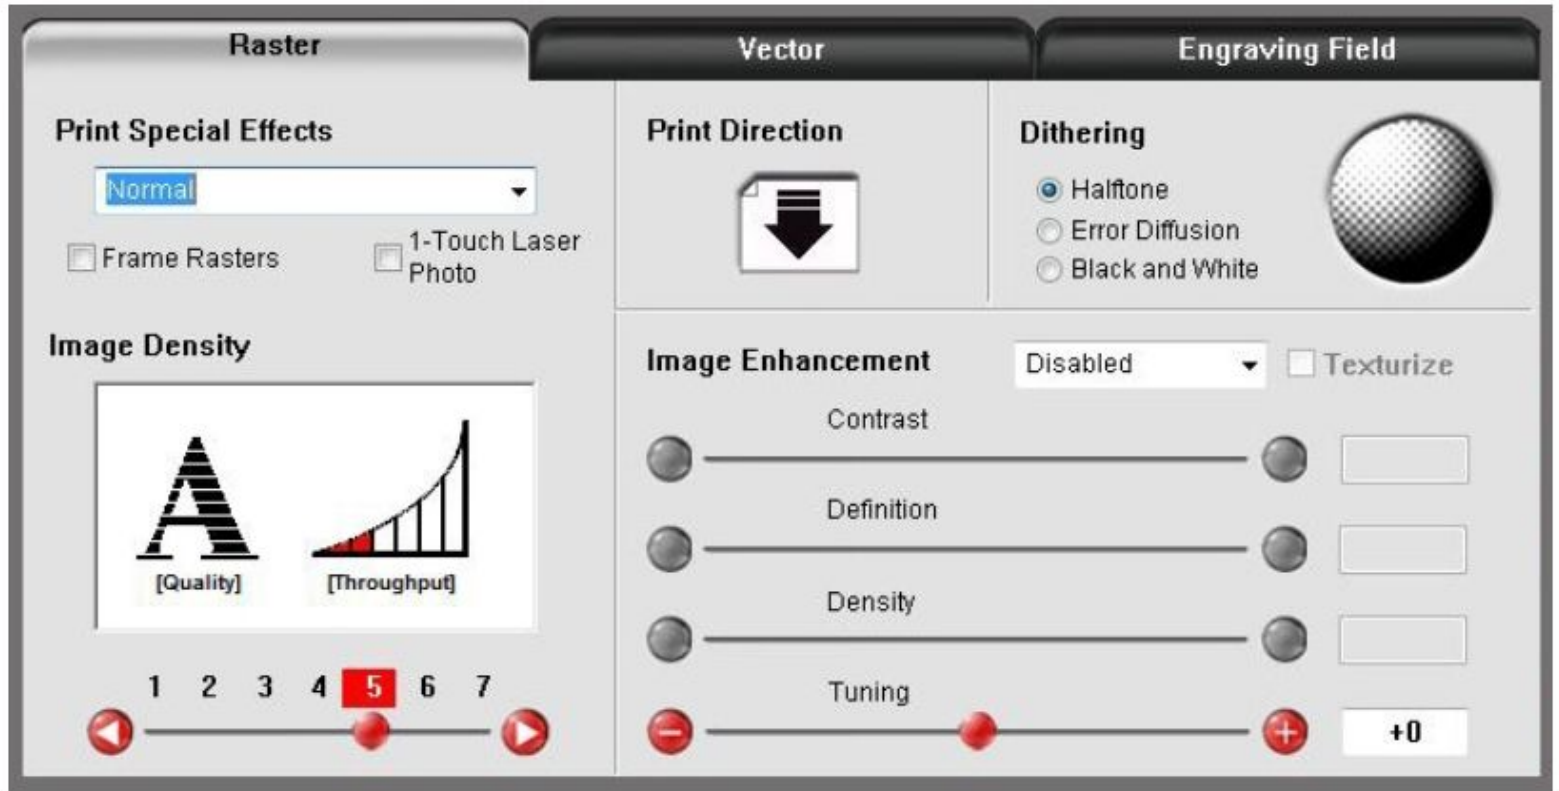 Raster
Vector
Engraving Field
Print Special Effects
Normal
Frame Rasters
1-Touch Laser
Photo
Print Direction
Dithering
Halftone
Error Diffusion
Black and White
Image Density
A
[Quality]
[Throughput]
1 2 3 4 5 6 7
Image Enhancement
Disabled
Texturize
Contrast
Definition
Density
Tuning
+0